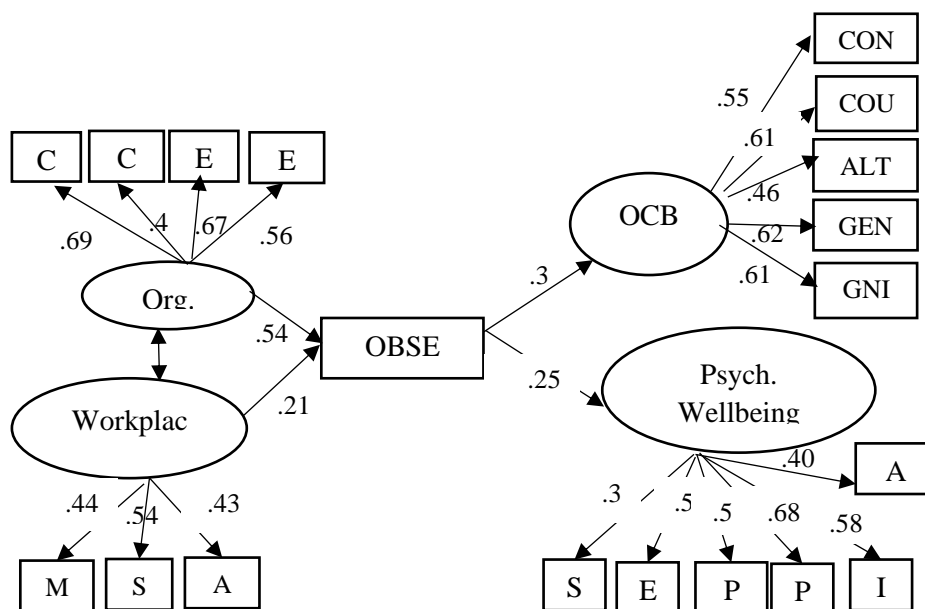 CON
COU
ALT
GEN
GNI
.55
.61
.46
.62
.61
OCB
C
C
E
E
.69
.4
.67
.56
Org.
.54
.3
OBSE
.25
.21
Workplac
Psych.
Wellbeing
.44
.54
.43
M
S
A
.3
.5
.5
.68
.58
.40
A
S
E
P
P
I